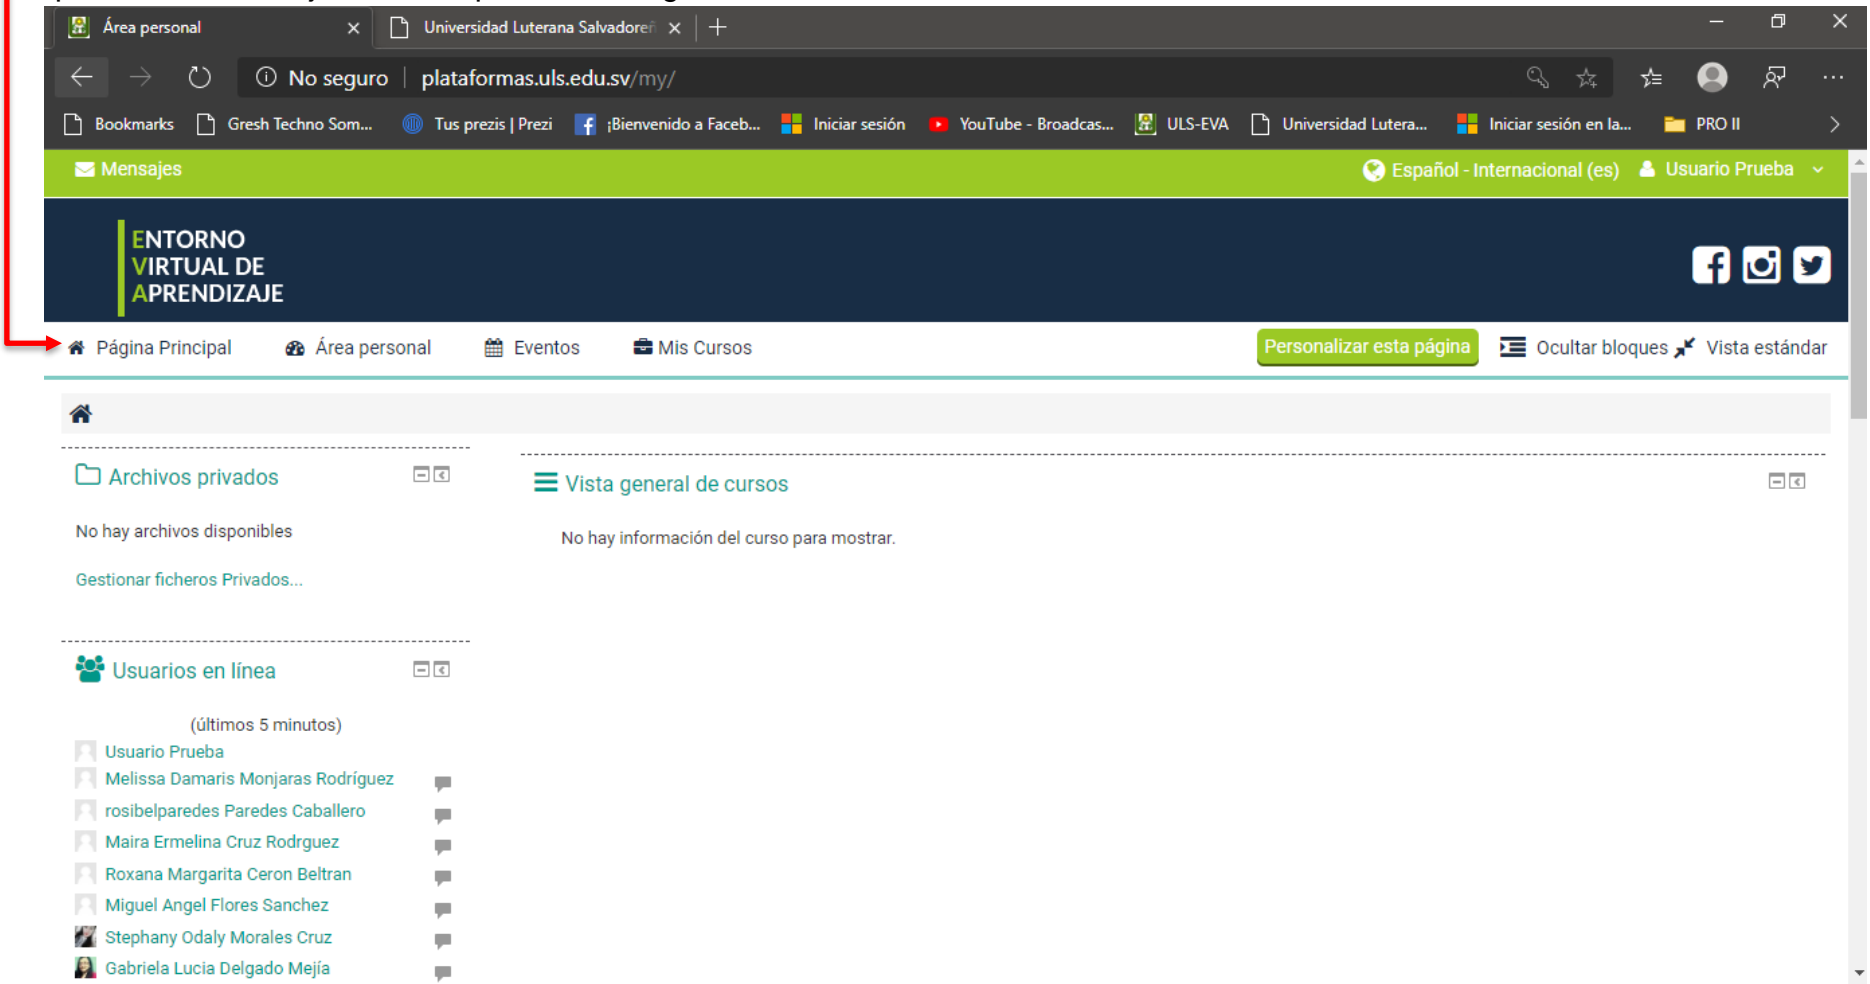 Área personal
Universidad Luterana Salvadoreñ
No seguro | plataformas.uls.edu.sv/my/
Bookmarks Gresh Techno Som... Tus prezis | Prezi ¡Bienvenido a Faceb... Iniciar sesión YouTube - Broadcas... ULS-EVA Universidad Lutera... Iniciar sesión en la... PRO II
Mensajes Español - Internacional (es) Usuario Prueba
ENTORNO
VIRTUAL DE
APRENDIZAJE
Página Principal Área personal Eventos Mis Cursos Personalizar esta página Ocultar bloques Vista estándar
Archivos privados
No hay archivos disponibles
Gestionar ficheros Privados...
Vista general de cursos
No hay información del curso para mostrar.
Usuarios en línea
(últimos 5 minutos)
Usuario Prueba
Melissa Damaris Monjaras Rodríguez
rosibelparedes Paredes Caballero
Maira Ermelina Cruz Rodrguez
Roxana Margarita Ceron Beltran
Miguel Angel Flores Sanchez
Stephany Odaly Morales Cruz
Gabriela Lucia Delgado Mejía